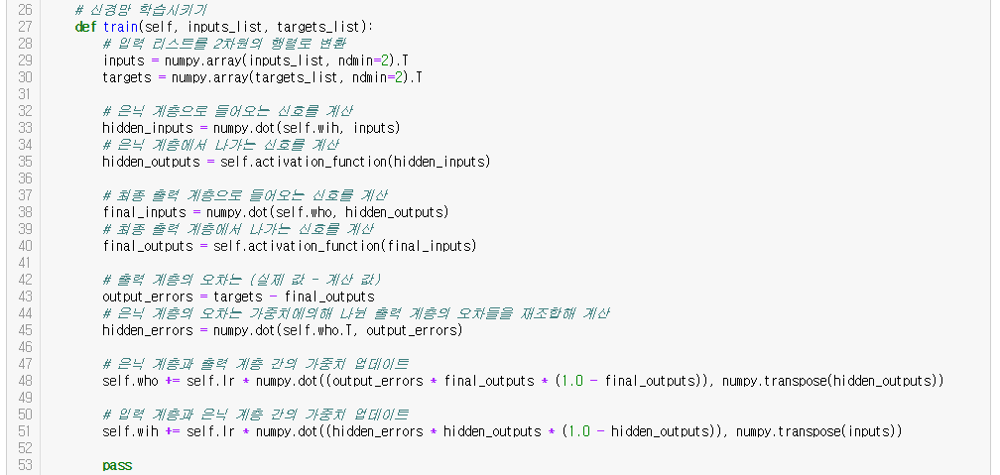 26 # 신경망 학습시키기
27 def train(self, inputs_list, targets_list):
28 # 입력 리스트를 2차원의 행렬로 변환
29 inputs = numpy.array(inputs_list, ndmin=2).T
30 targets = numpy.array(targets_list, ndmin=2).T
31
32 # 은닉 계층으로 들어오는 신호를 계산
33 hidden_inputs = numpy.dot(self.wih, inputs)
34 # 은닉 계층에서 나가는 신호를 계산
35 hidden_outputs = self.activation_function(hidden_inputs)
36
37 # 최종 출력 계층으로 들어오는 신호를 계산
38 final_inputs = numpy.dot(self.who, hidden_outputs)
39 # 최종 출력 계층에서 나가는 신호를 계산
40 final_outputs = self.activation_function(final_inputs)
41
42 # 출력 계층의 오차는 (실제 값 - 계산 값)
43 output_errors = targets - final_outputs
44 # 은닉 계층의 오차는 가중치에의해 나뉜 출력 계층의 오차들을 재조합해 계산
45 hidden_errors = numpy.dot(self.who.T, output_errors)
46
47 # 은닉 계층과 출력 계층 간의 가중치 업데이트
48 self.who += self.lr * numpy.dot((output_errors * final_outputs * (1.0 - final_outputs)), numpy.transpose(hidden_outputs))
49
50 # 입력 계층과 은닉 계층 간의 가중치 업데이트
51 self.wih += self.lr * numpy.dot((hidden_errors * hidden_outputs * (1.0 - hidden_outputs)), numpy.transpose(inputs))
52
53 pass